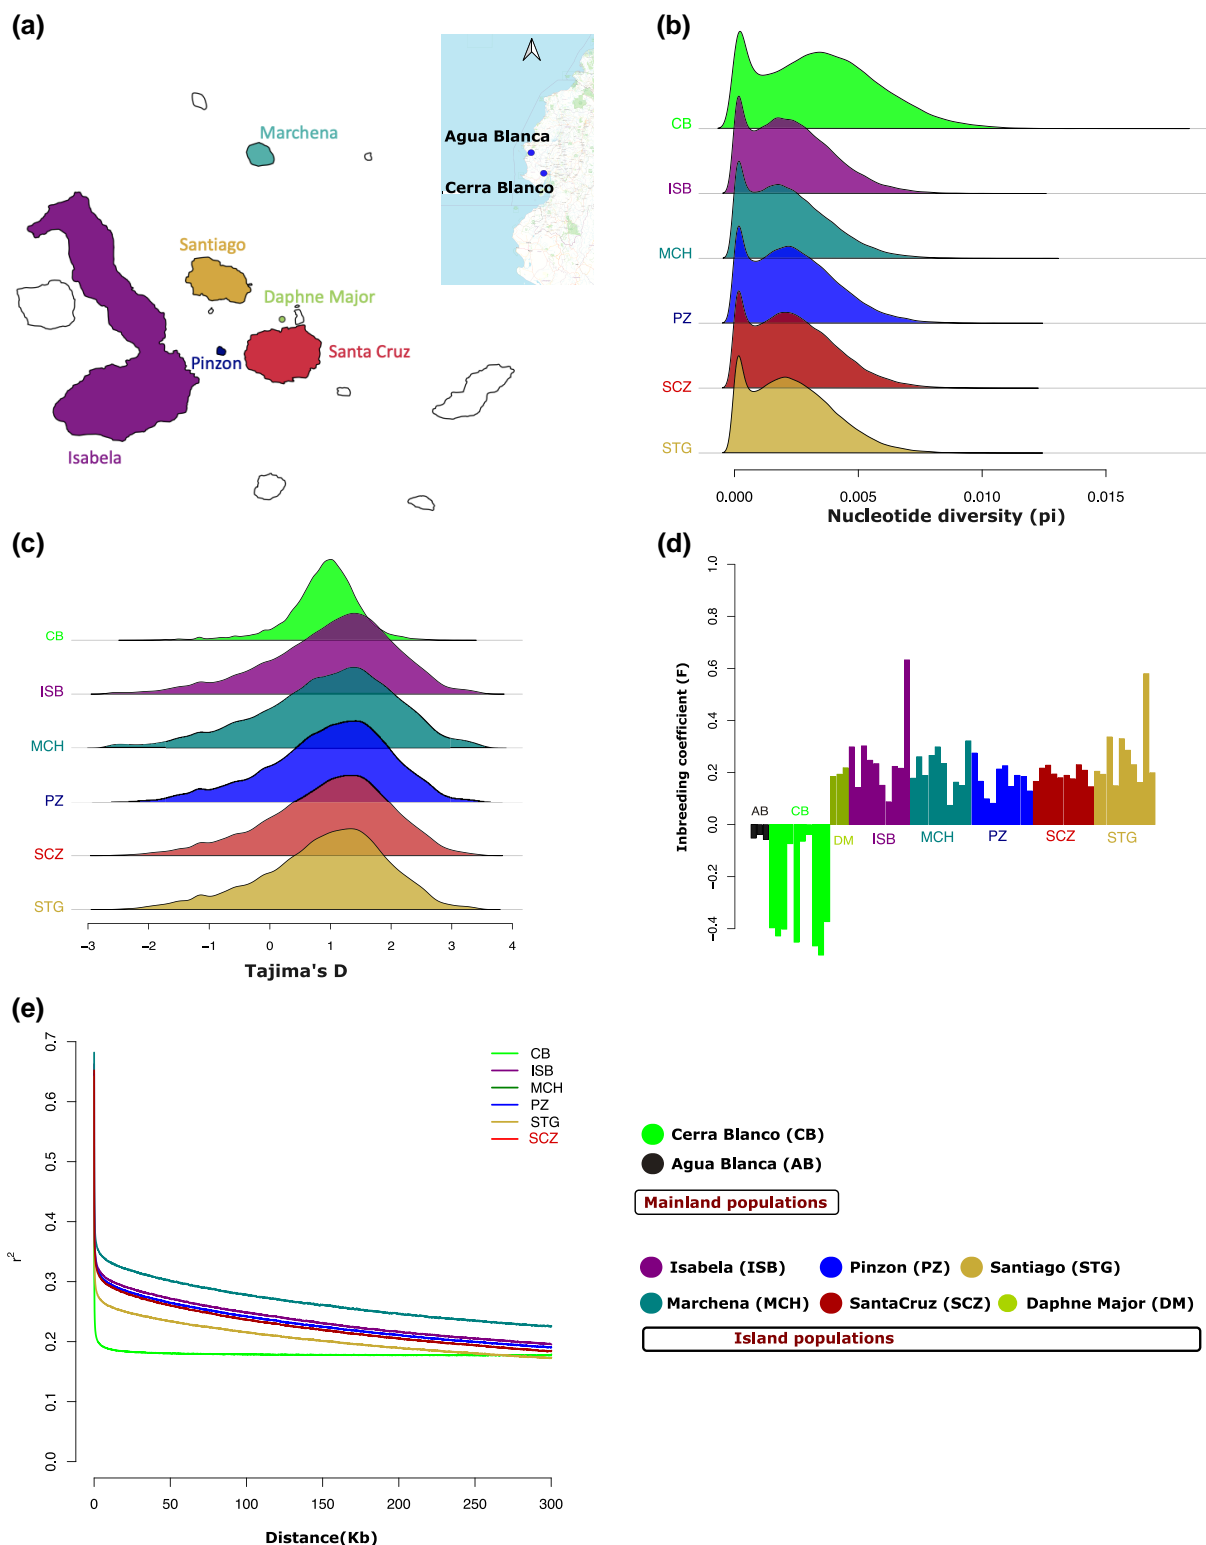 (a)
Marchena
Santiago
Daphne Major
Pinzon
Santa Cruz
Isabela
Agua Blanca
.Cerra Blanco
(b)
CB
ISB
MCH
PZ
SCZ
STG
0.000 0.005 0.010 0.015
Nucleotide diversity (pi)
(c)
CB
ISB
MCH
PZ
SCZ
STG
−3 −2 −1 0 1 2 3 4
Tajima's D
(d)
1.0
0.8
0.6
0.4
0.2
0.0
−0.2
−0.4
Inbreeding coefficient (F)
AB CB
DM ISB MCH PZ SCZ STG
(e)
0.7
0.6
0.5
0.4
0.3
0.2
0.1
0.0
r2
CB
ISB
MCH
PZ
STG
SCZ
0 50 100 150 200 250 300
Distance(Kb)
Cerra Blanco (CB)
Agua Blanca (AB)
Mainland populations
Isabela (ISB) Pinzon (PZ) Santiago (STG)
Marchena (MCH) SantaCruz (SCZ) Daphne Major (DM)
Island populations